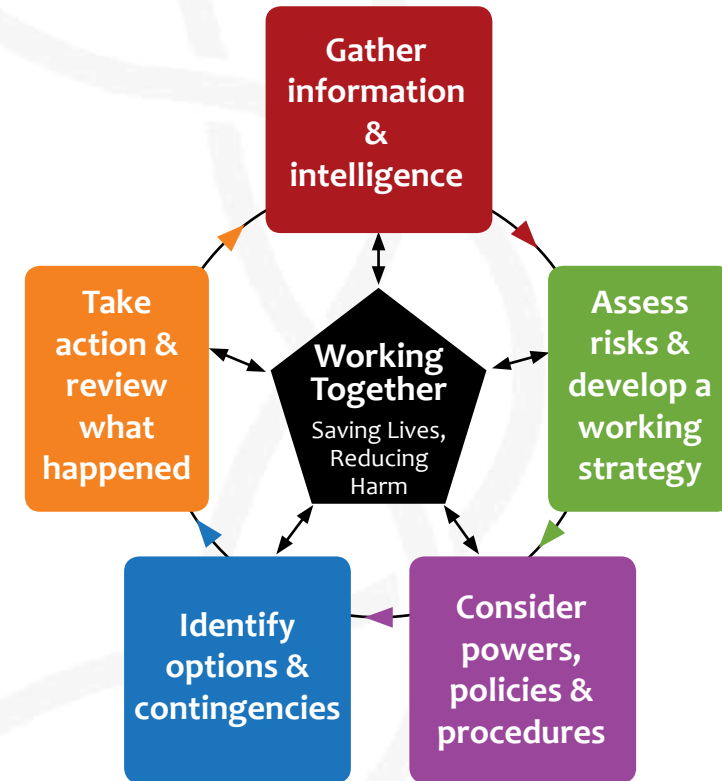 Gather
information
&
intelligence
Assess
risks &
develop a
working
strategy
Consider
powers,
policies &
procedures
Identify
options &
contingencies
Take
action &
review
what
happened
Working
Together
Saving Lives,
Reducing
Harm